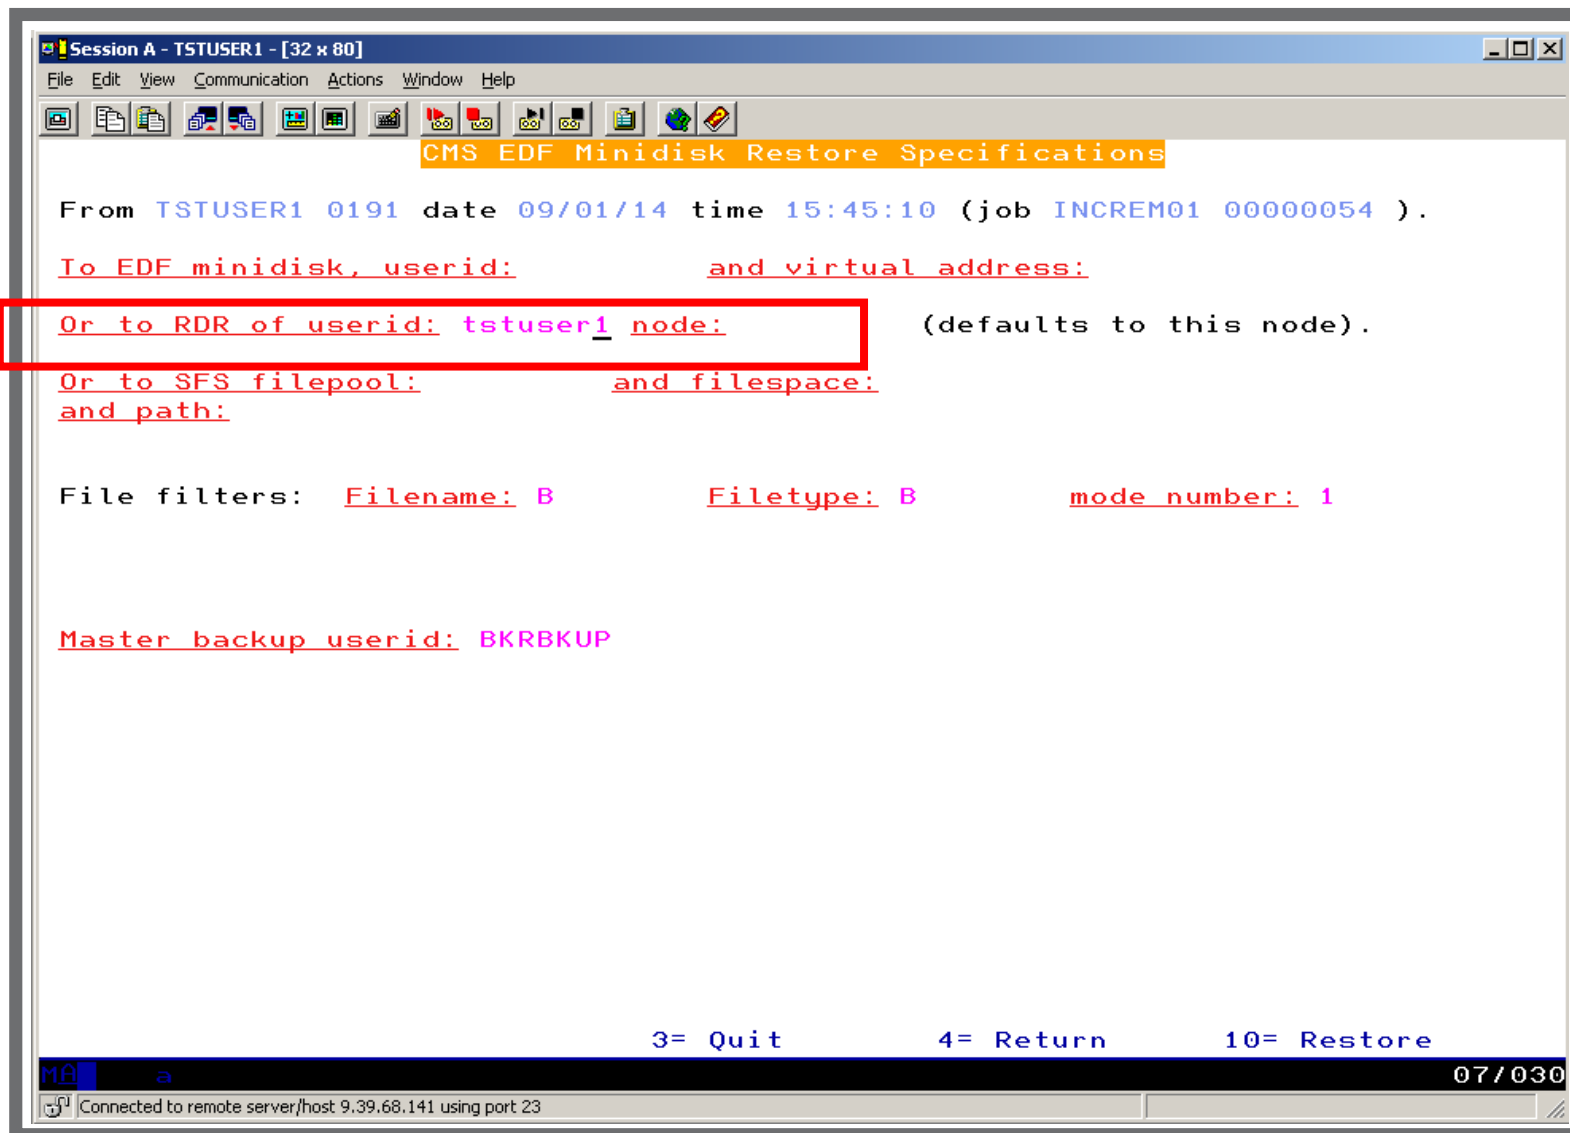 Session A - TSTUSER1 - [32 x 80]
File Edit View Communication Actions Window Help
CMS EDF Minidisk Restore Specifications
From TSTUSER1 0191 date 09/01/14 time 15:45:10 (job INCREM01 00000054 ).
To EDF minidisk, userid: and virtual address:
Or to RDR of userid: tstuser1 node: (defaults to this node).
Or to SFS filepool: and filespace:
and path:
File filters: Filename: B Filetype: B mode number: 1
Master backup userid: BKRBKUP
3= Quit 4= Return 10= Restore
MA a 07/030
Connected to remote server/host 9.39.68.141 using port 23